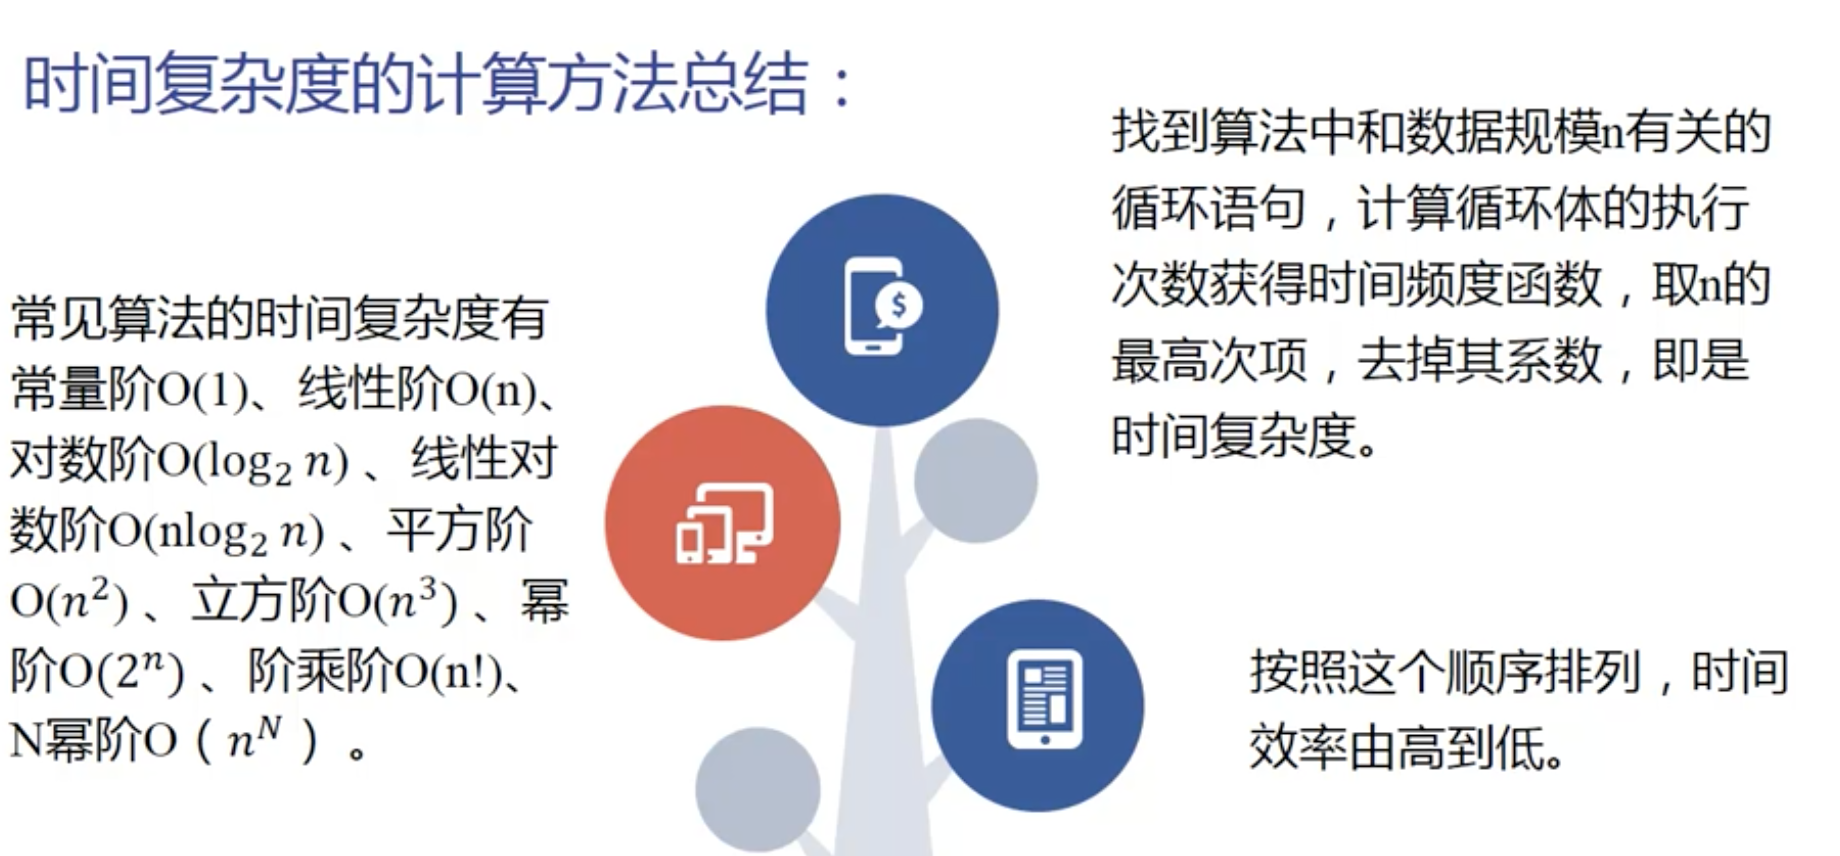 时间复杂度的计算方法总结：
找到算法中和数据规模n有关的
循环语句，计算循环体的执行
次数获得时间频度函数，取n的
最高次项，去掉其系数，即是
时间复杂度。
常见算法的时间复杂度有
常量阶O(1)、线性阶O(n)、
对数阶O(log₂ n) 、线性对
数阶O(nlog₂ n) 、平方阶
O(n²) 、立方阶O(n³) 、幂
阶O(2ⁿ) 、阶乘阶O(n!)、
N幂阶O（nᴺ ）。
$
按照这个顺序排列，时间
效率由高到低。